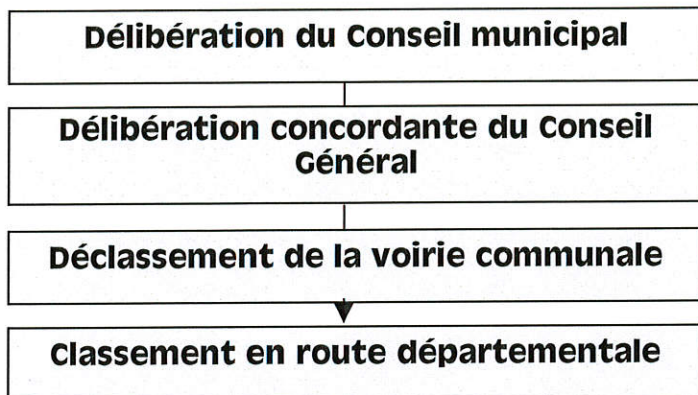 Délibération du Conseil municipal
Délibération concordante du Conseil
Général
Déclassement de la voirie communale
Classement en route départementale